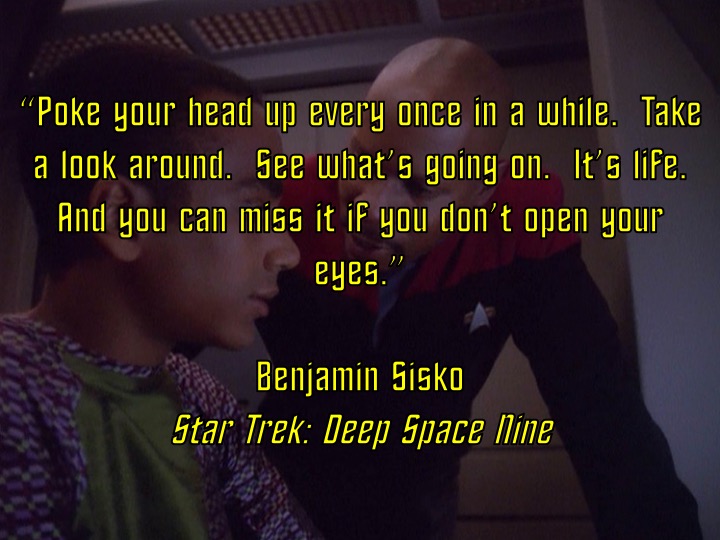 “Poke your head up every once in a while.  Take
a look around.  See what’s going on.  It’s life.
And you can miss it if you don’t open your
eyes.”
Benjamin Sisko
Star Trek: Deep Space Nine